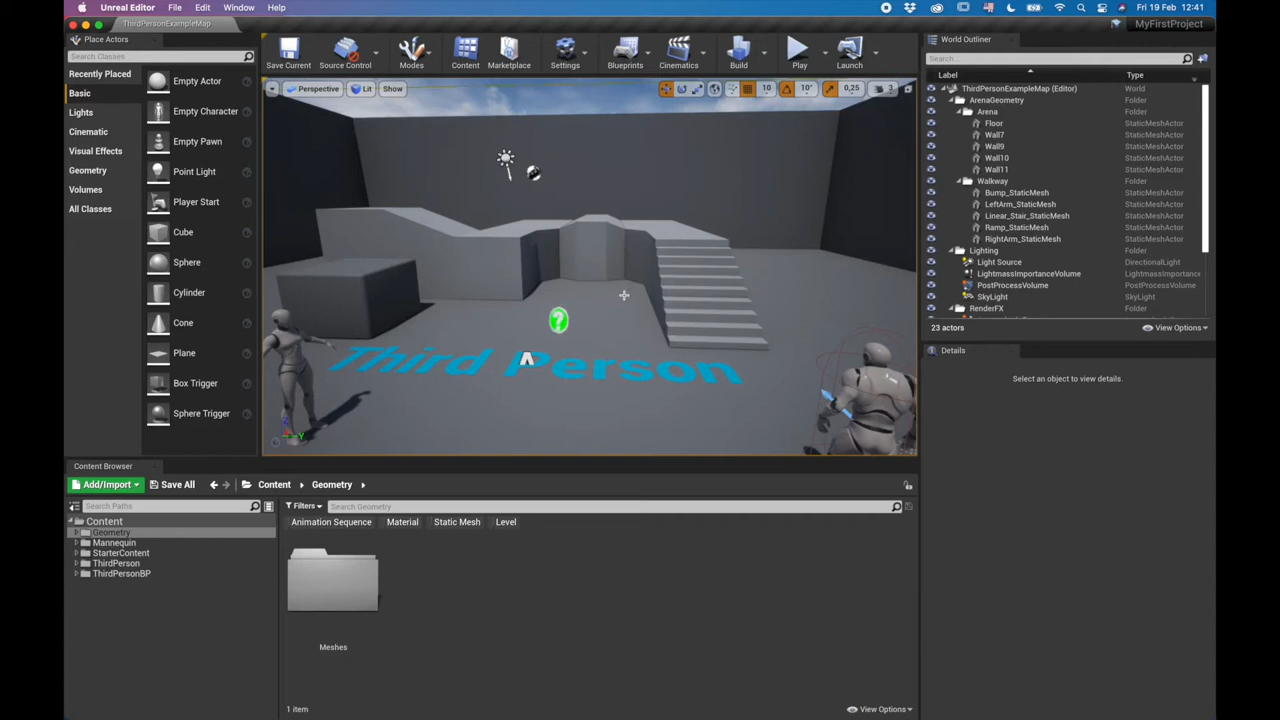 Unreal Editor File Edit Window Help Fri 19 Feb 12:41
ThirdPersonExampleMap MyFirstProject
Place Actors
Search Classes
Recently Placed
Basic
Lights
Cinematic
Visual Effects
Geometry
Volumes
All Classes
Empty Actor
Empty Character
Empty Pawn
Point Light
Player Start
Cube
Sphere
Cylinder
Cone
Plane
Box Trigger
Sphere Trigger
Save Current Source Control Modes Content Marketplace Settings Blueprints Cinematics Build Play Launch
Perspective Lit Show 10 10° 0,25 3
Third Person
Y
World Outliner
Search...
Label Type
ThirdPersonExampleMap (Editor) World
ArenaGeometry Folder
Arena Folder
Floor StaticMeshActor
Wall7 StaticMeshActor
Wall9 StaticMeshActor
Wall10 StaticMeshActor
Wall11 StaticMeshActor
Walkway Folder
Bump_StaticMesh StaticMeshActor
LeftArm_StaticMesh StaticMeshActor
Linear_Stair_StaticMesh StaticMeshActor
Ramp_StaticMesh StaticMeshActor
RightArm_StaticMesh StaticMeshActor
Lighting Folder
Light Source DirectionalLight
LightmassImportanceVolume LightmassImportance
PostProcessVolume PostProcessVolume
SkyLight SkyLight
RenderFX Folder
23 actors View Options
Details
Select an object to view details.
Content Browser
Add/Import Save All Content Geometry
Search Paths
Content
Geometry
Mannequin
StarterContent
ThirdPerson
ThirdPersonBP
Filters Search Geometry
Animation Sequence Material Static Mesh Level
Meshes
1 item View Options